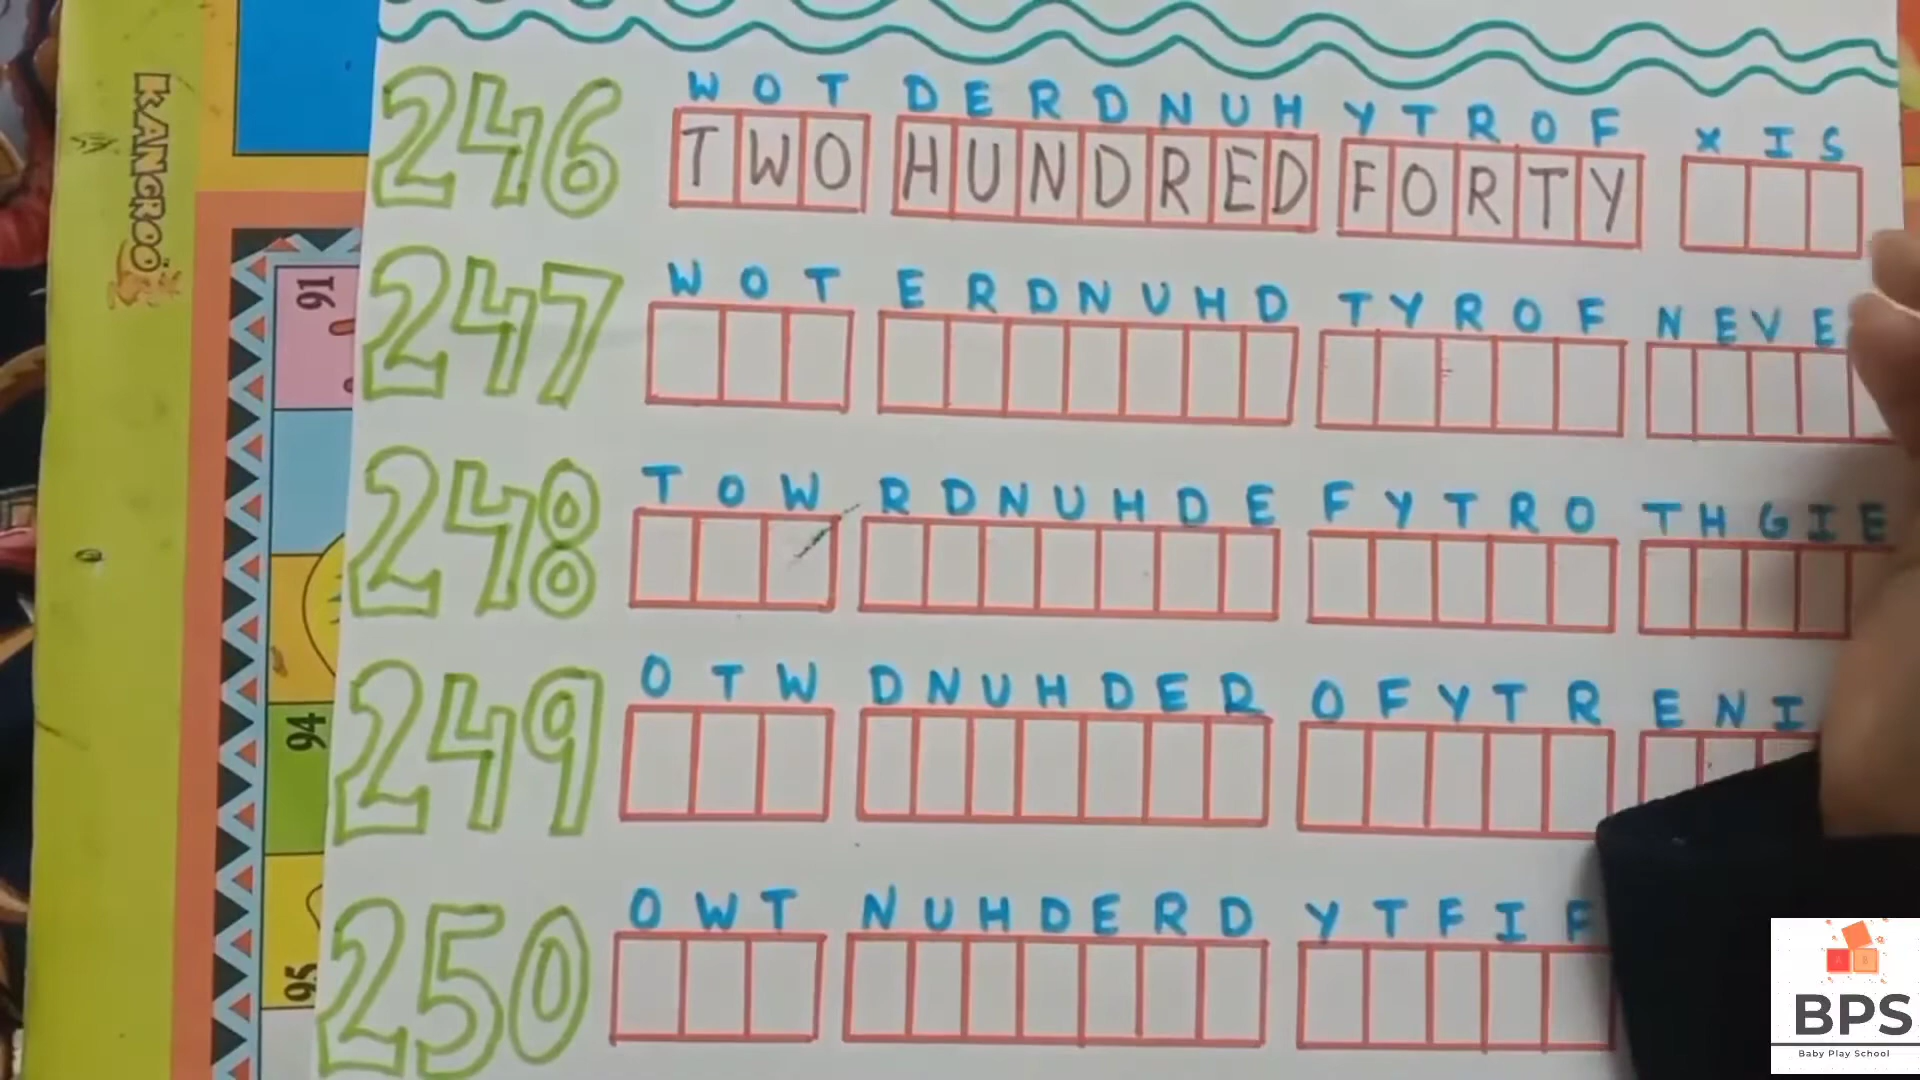 KANGROO
91
94
95
W O T D E R D N U H Y T R O F X I S
246 TWO HUNDRED FORTY
W O T E R D N U H D T Y R O F N E V E
247
T O W R D N U H D E F Y T R O T H G I E
248
O T W D N U H D E R O F Y T R E N I
249
O W T N U H D E R D Y T F I F
250
BPS
Baby Play School